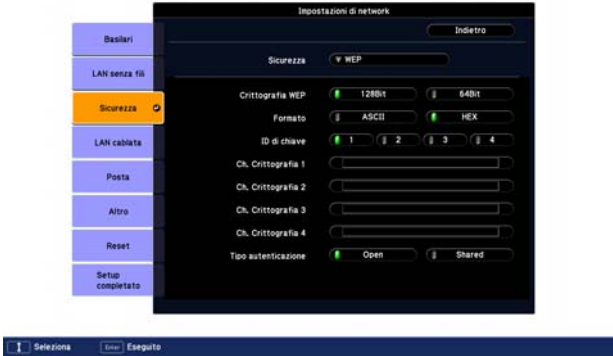 Impostazioni di network
Indietro
Basilari
LAN senza fili
Sicurezza
LAN cablata
Posta
Altro
Reset
Setup
completato
Sicurezza WEP
Crittografia WEP 128Bit 64Bit
Formato ASCII HEX
ID di chiave 1 2 3 4
Ch. Crittografia 1
Ch. Crittografia 2
Ch. Crittografia 3
Ch. Crittografia 4
Tipo autenticazione Open Shared
Seleziona Enter Eseguito